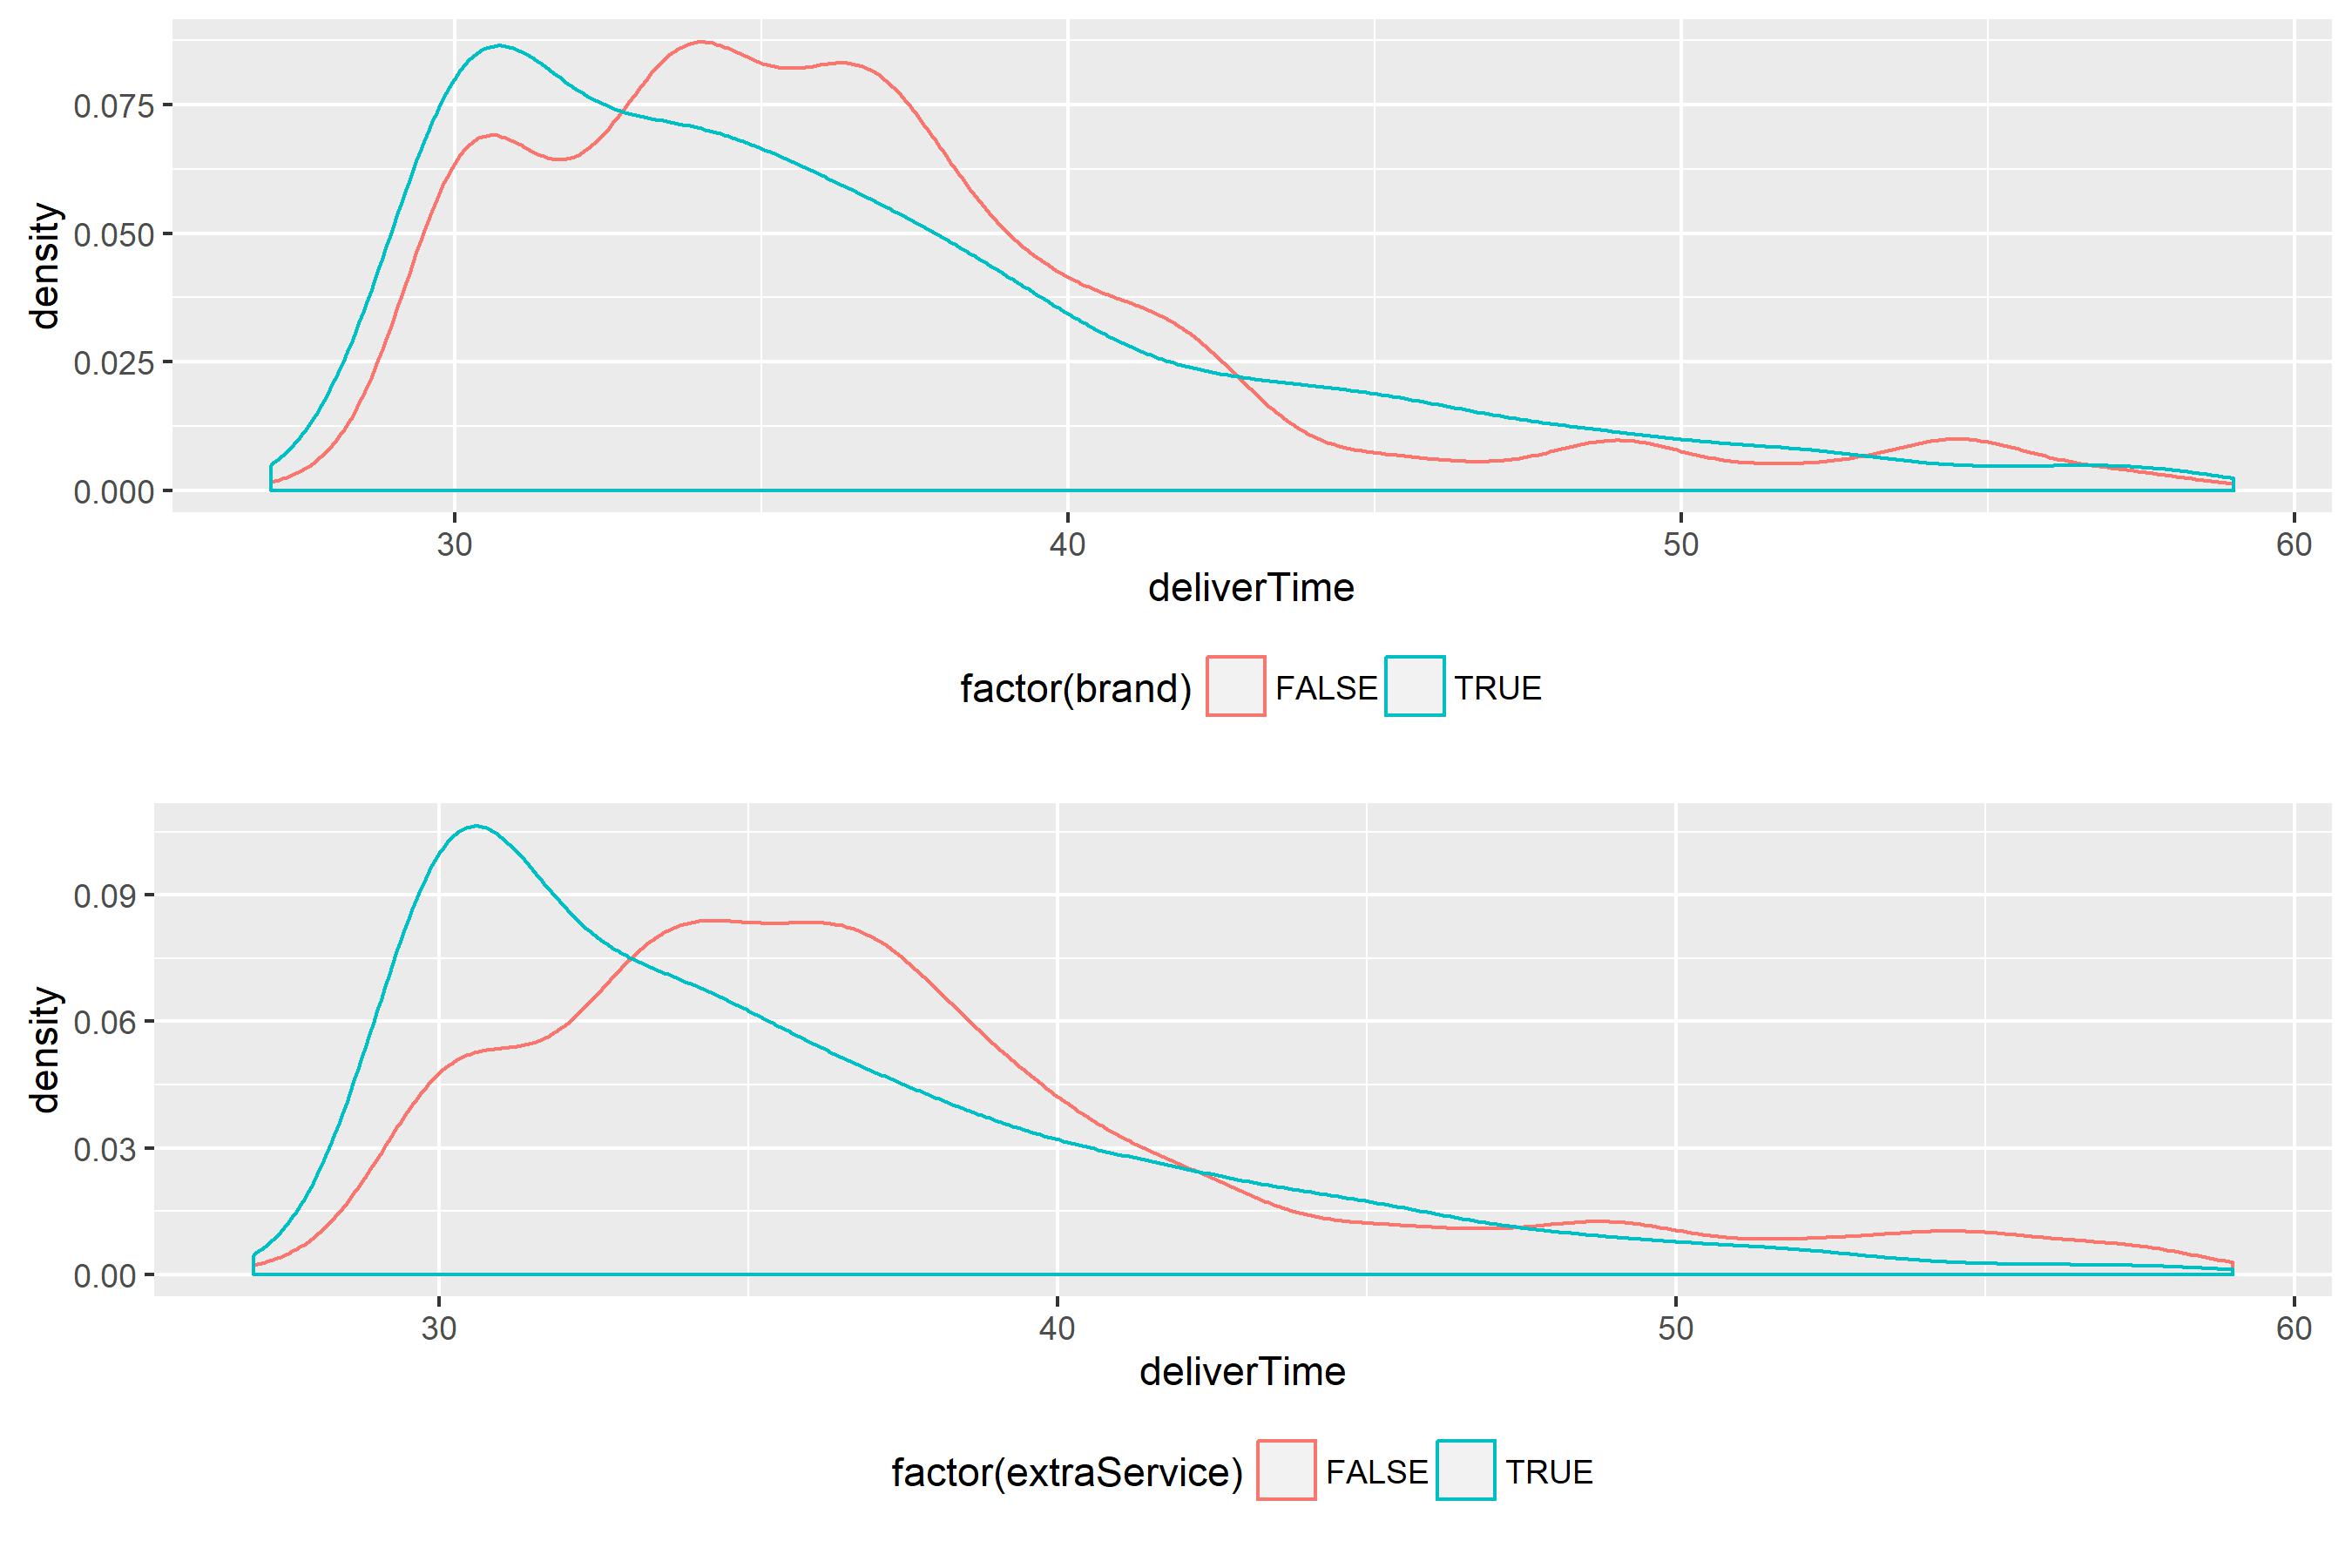 0.075
0.050
0.025
0.000
density
30 40 50 60
deliverTime
factor(brand) FALSE TRUE
0.09
0.06
0.03
0.00
density
30 40 50 60
deliverTime
factor(extraService) FALSE TRUE